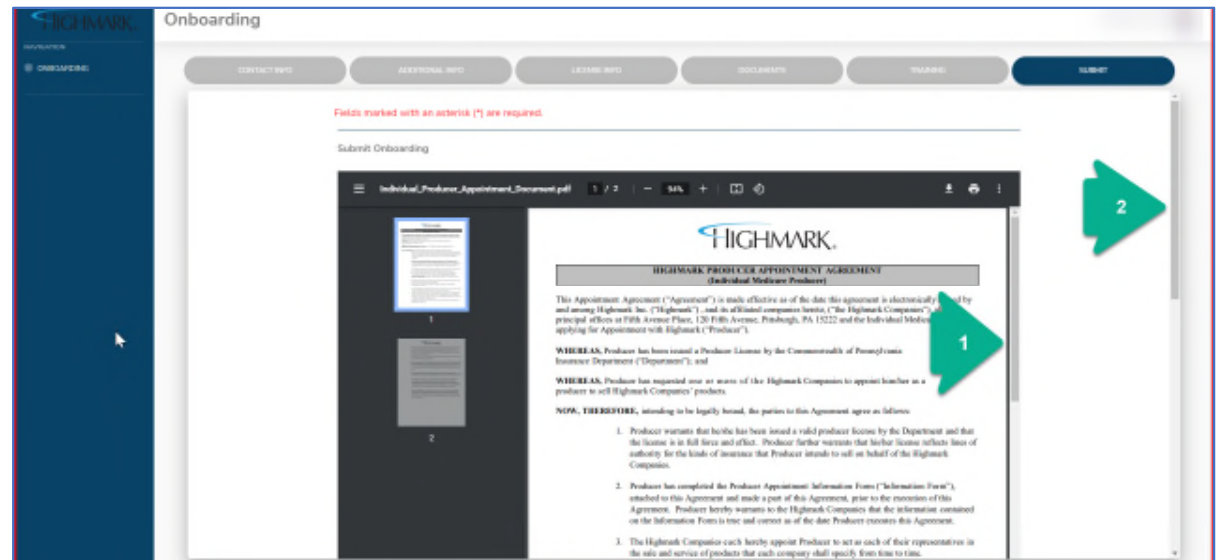 HIGHMARK.
Onboarding
NAVIGATION
ONBOARDING
CONTACT INFO
ADDITIONAL INFO
LICENSE INFO
DOCUMENTS
TRAINING
SUBMIT
Fields marked with an asterisk (*) are required.
Submit Onboarding
Individual_Producer_Appointment_Document.pdf 1 / 2 94%
1
2
HIGHMARK.
HIGHMARK PRODUCER APPOINTMENT AGREEMENT
(Individual Medicare Producer)
This Appointment Agreement ("Agreement") is made effective as of the date this agreement is electronically by
and among Highmark Inc. ("Highmark"), and its affiliated companies hereto, ("the Highmark Companies"),
principal offices at Fifth Avenue Place, 120 Fifth Avenue, Pittsburgh, PA 15222 and the Individual
applying for Appointment with Highmark ("Producer").
WHEREAS, Producer has been issued a Producer License by the Commonwealth of Pennsylvania
Insurance Department ("Department"); and
WHEREAS, Producer has requested one or more of the Highmark Companies to appoint him/her as a
producer to sell Highmark Companies' products.
NOW, THEREFORE, intending to be legally bound, the parties to this Agreement agree as follows:
1. Producer warrants that he/she has been issued a valid producer license by the Department and that
the license is in full force and effect. Producer further warrants that his/her license reflects lines of
authority for the kinds of insurance that Producer intends to sell on behalf of the Highmark
Companies.
2. Producer has completed the Producer Appointment Information Form ("Information Form"),
attached to this Agreement and made a part of this Agreement, prior to the execution of this
Agreement. Producer hereby warrants to the Highmark Companies that the information contained
on the Information Form is true and correct as of the date Producer executes this Agreement.
3. The Highmark Companies each hereby appoint Producer to act as each of their representatives in
the sale and service of products that each company shall specify from time to time.
1
2